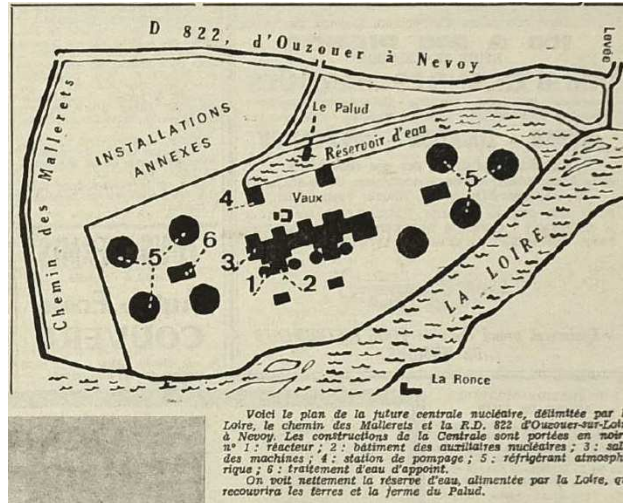 D 822, d'Ouzouer à Nevoy
Levée
Chemin des Mallerets
INSTALLATIONS
ANNEXES
Le Palud
Réservoir d'eau
4
Vaux
5
6
5
3
1
2
LA LOIRE
La Ronce
Voici le plan de la future centrale nucléaire, délimitée par l
Loire, le chemin des Mallerets et la R.D. 822 d'Ouzouer-sur-Loir
à Nevoy. Les constructions de la Centrale sont portées en noir
n° 1 : réacteur ; 2 : bâtiment des auxiliaires nucléaires ; 3 : sall
des machines ; 4 : station de pompage ; 5 : réfrigérant atmosph
rique ; 6 : traitement d'eau d'appoint.
On voit nettement la réserve d'eau, alimentée par la Loire, qu
recouvrira les terres et la ferme du Palud.